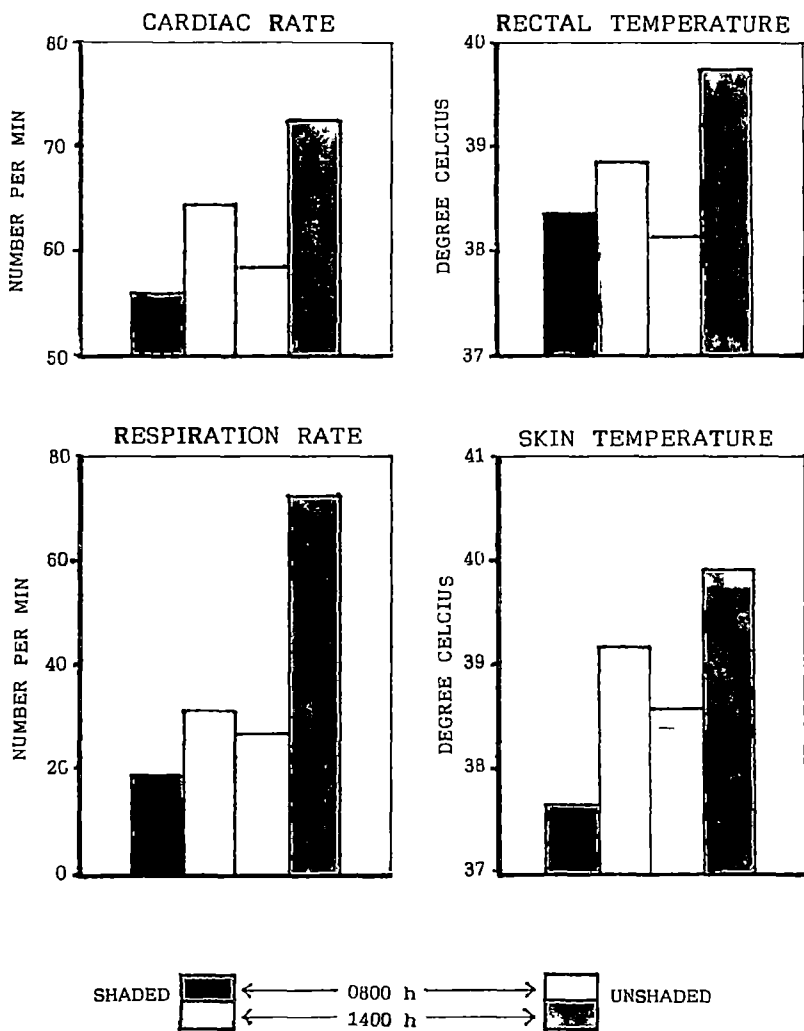 CARDIAC RATE
80
70
60
50
NUMBER PER MIN
RECTAL TEMPERATURE
40
39
38
37
DEGREE CELCIUS
RESPIRATION RATE
80
60
40
20
0
NUMBER PER MIN
SKIN TEMPERATURE
41
40
39
38
37
DEGREE CELCIUS
SHADED 0800 h UNSHADED
1400 h